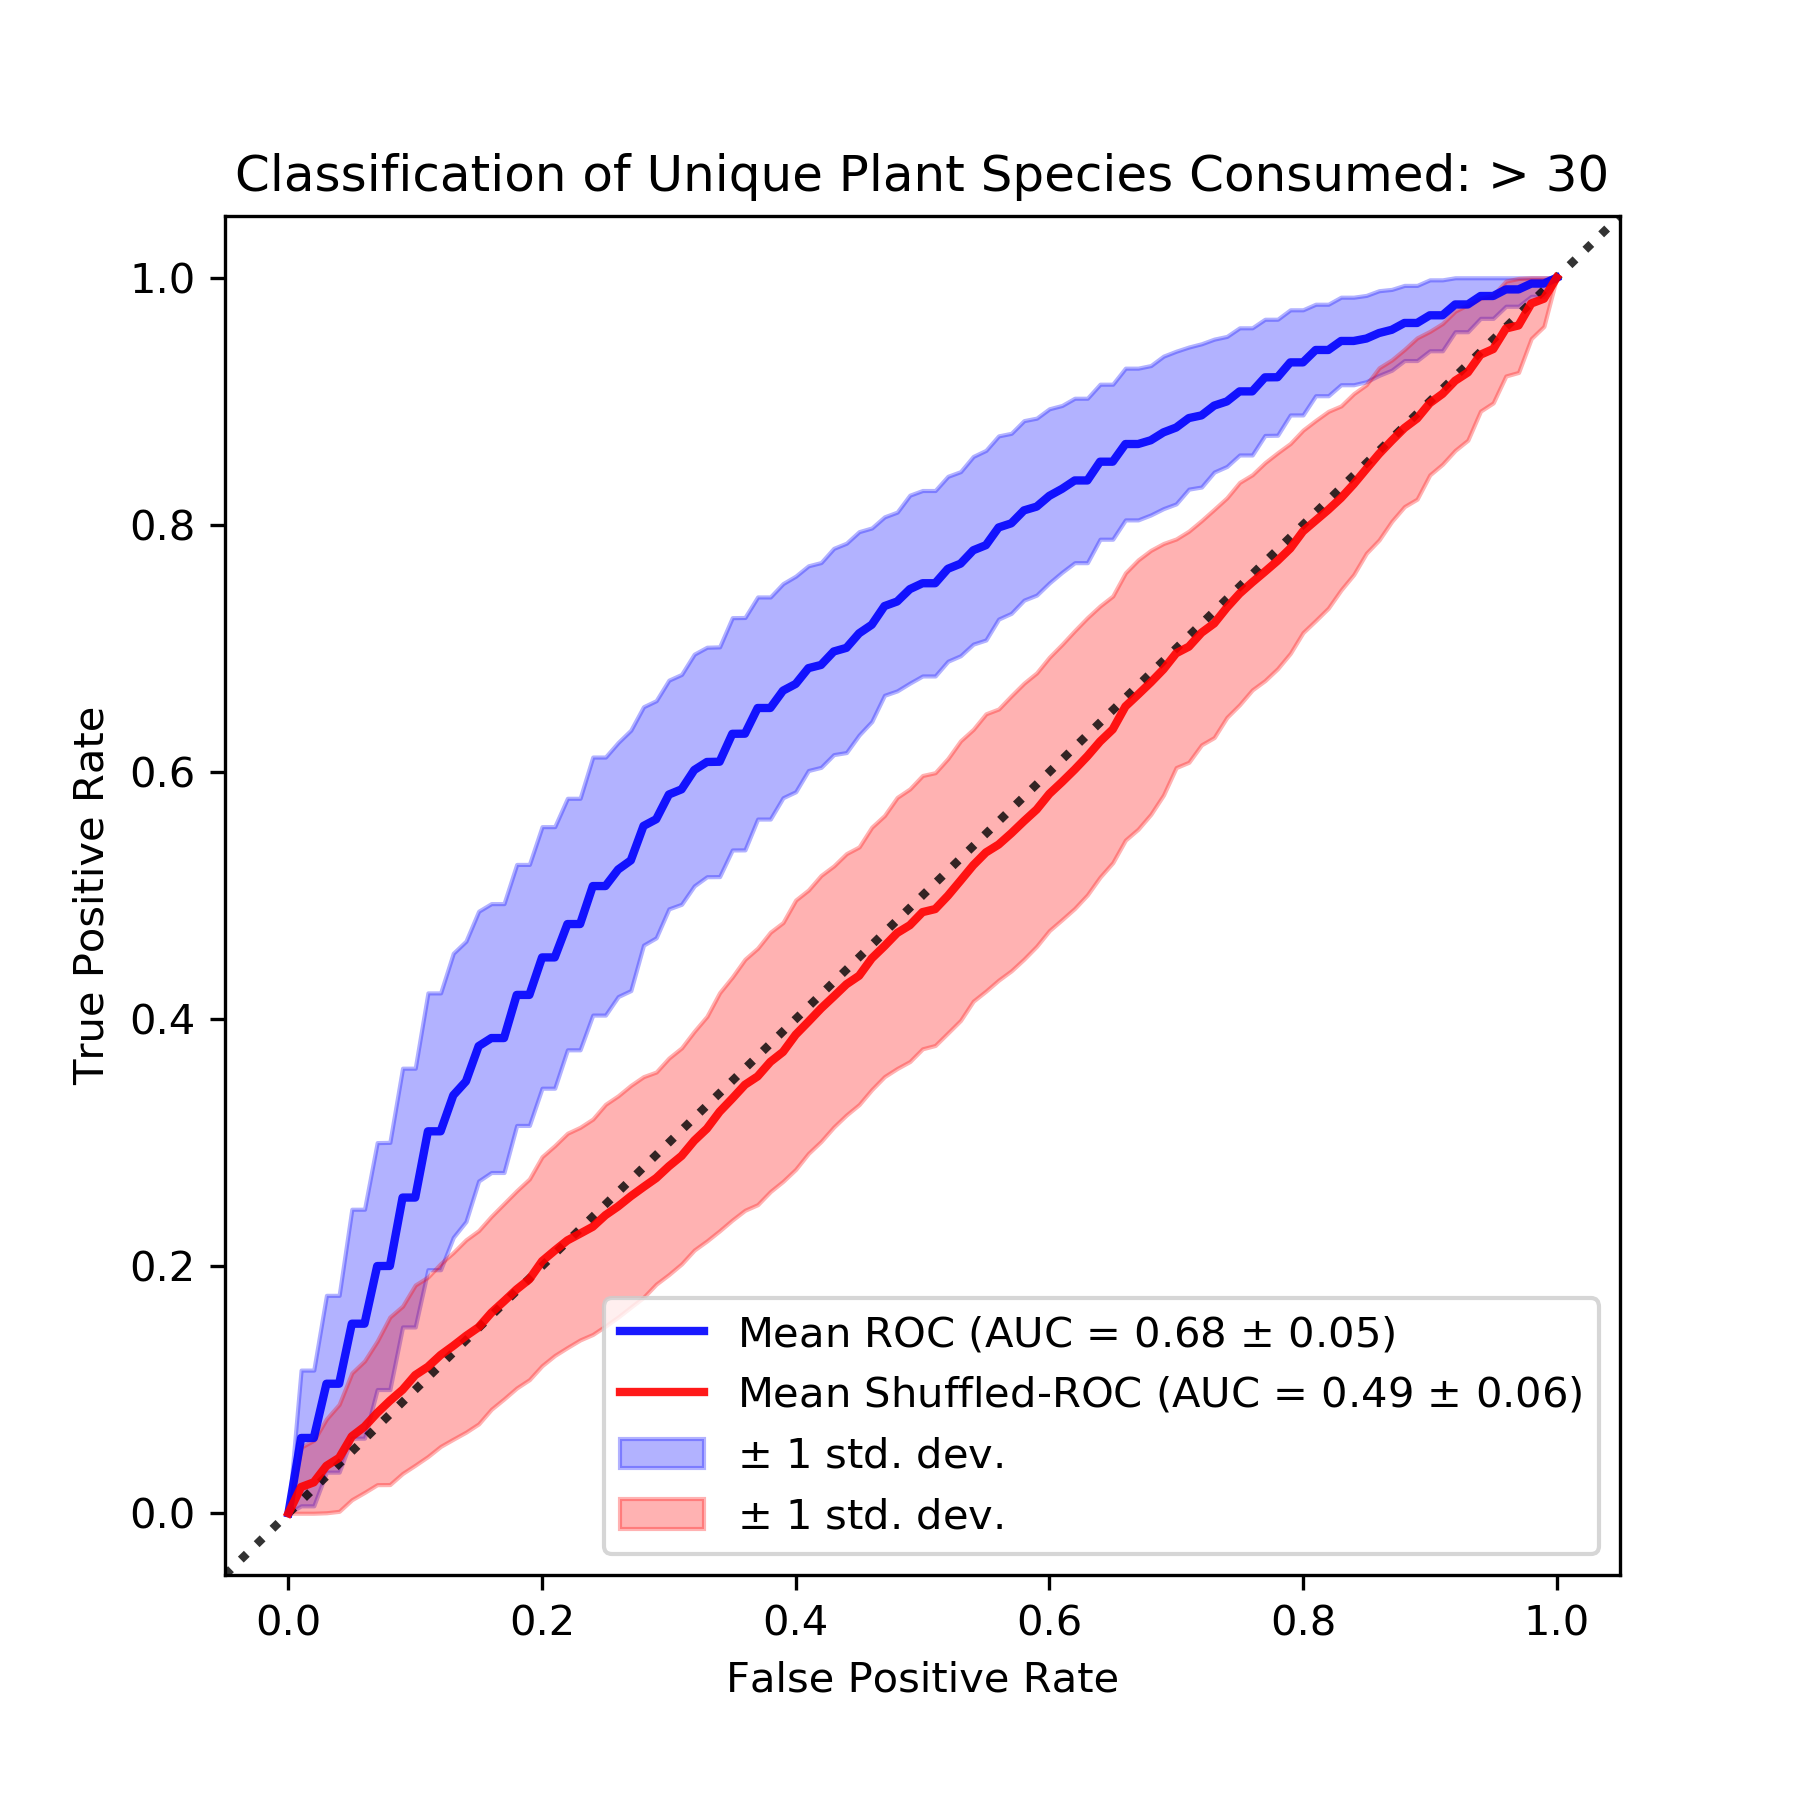 Classification of Unique Plant Species Consumed: > 30
True Positive Rate
1.0
0.8
0.6
0.4
0.2
0.0
Mean ROC (AUC = 0.68 ± 0.05)
Mean Shuffled-ROC (AUC = 0.49 ± 0.06)
± 1 std. dev.
± 1 std. dev.
0.0 0.2 0.4 0.6 0.8 1.0
False Positive Rate